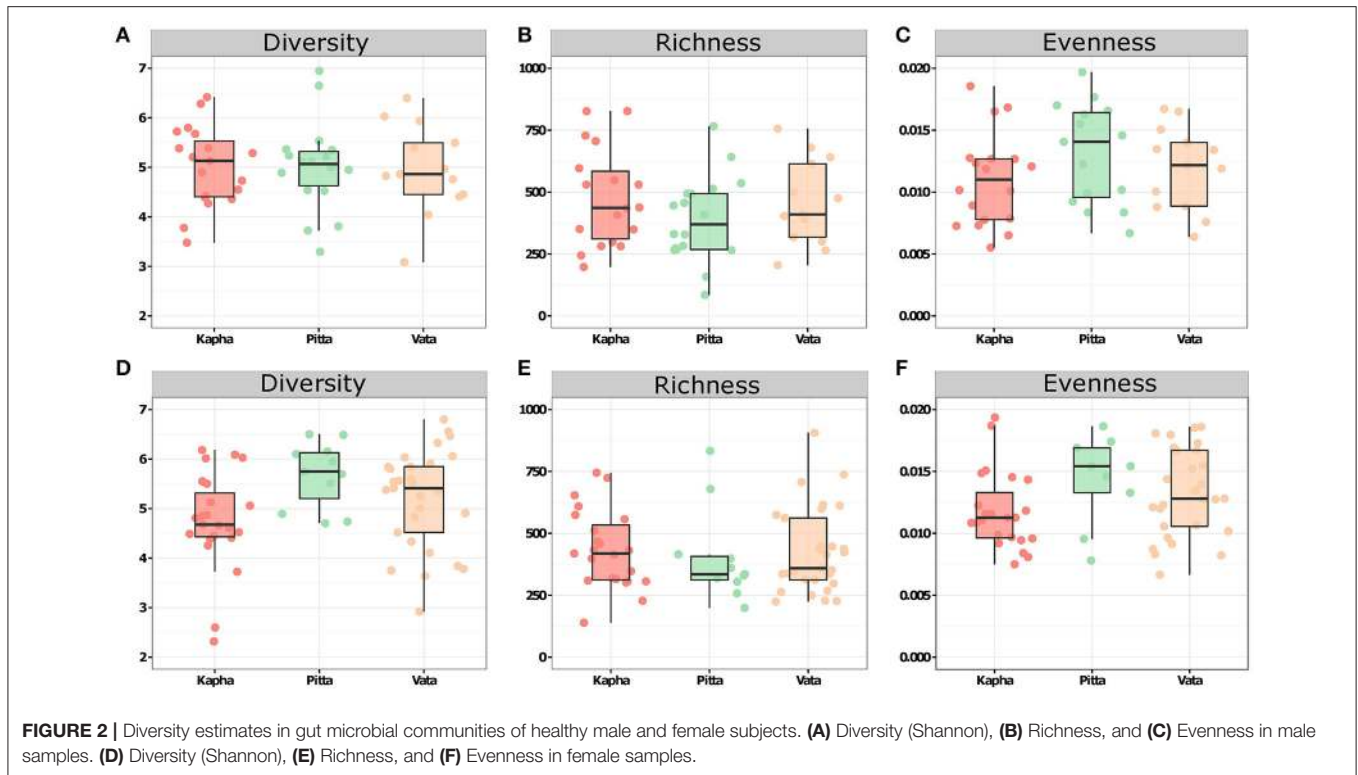 A
Diversity
7
6
5
4
3
2
Kapha Pitta Vata
B
Richness
1000
750
500
250
0
Kapha Pitta Vata
C
Evenness
0.020
0.015
0.010
0.005
0.000
Kapha Pitta Vata
D
Diversity
7
6
5
4
3
2
Kapha Pitta Vata
E
Richness
1000
750
500
250
0
Kapha Pitta Vata
F
Evenness
0.020
0.015
0.010
0.005
0.000
Kapha Pitta Vata
FIGURE 2 | Diversity estimates in gut microbial communities of healthy male and female subjects. (A) Diversity (Shannon), (B) Richness, and (C) Evenness in male
samples. (D) Diversity (Shannon), (E) Richness, and (F) Evenness in female samples.